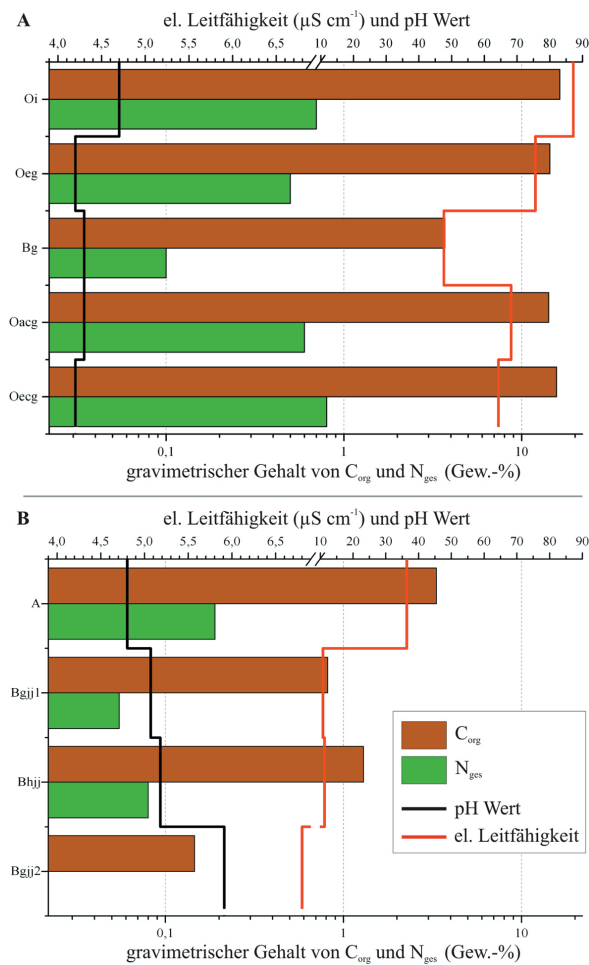 A
el. Leitfähigkeit (µS cm-1) und pH Wert
4,0 4,5 5,0 5,5 6,0 6,5 10 20 30 40 50 60 70 80 90
Oi
Oeg
Bg
Oacg
Oecg
0,1 1 10
gravimetrischer Gehalt von Corg und Nges (Gew.-%)
B
el. Leitfähigkeit (µS cm-1) und pH Wert
4,0 4,5 5,0 5,5 6,0 6,5 10 20 30 40 50 60 70 80 90
A
Bgjj1
Bhjj
Bgjj2
Corg
Nges
pH Wert
el. Leitfähigkeit
0,1 1 10
gravimetrischer Gehalt von Corg und Nges (Gew.-%)